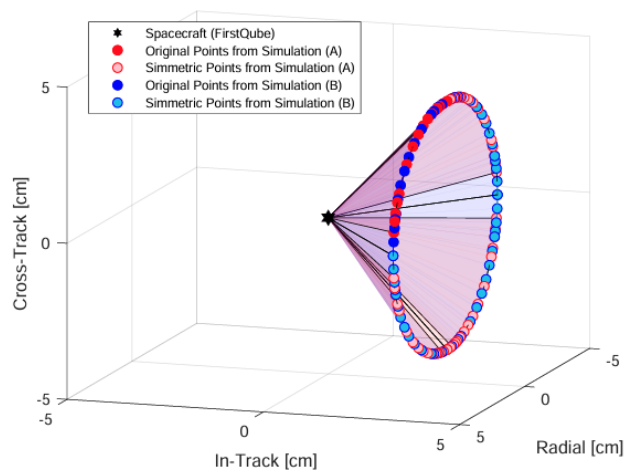 Spacecraft (FirstQube)
Original Points from Simulation (A)
Simmetric Points from Simulation (A)
Original Points from Simulation (B)
Simmetric Points from Simulation (B)
5
0
-5
Cross-Track [cm]
-5
0
5
In-Track [cm]
5
0
-5
Radial [cm]